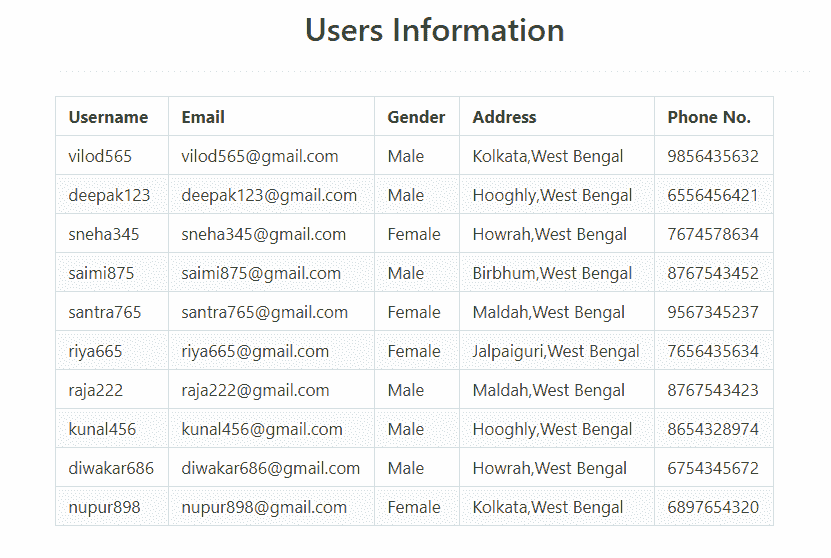 Users Information
Username Email Gender Address Phone No.
vilod565 vilod565@gmail.com Male Kolkata,West Bengal 9856435632
deepak123 deepak123@gmail.com Male Hooghly,West Bengal 6556456421
sneha345 sneha345@gmail.com Female Howrah,West Bengal 7674578634
saimi875 saimi875@gmail.com Male Birbhum,West Bengal 8767543452
santra765 santra765@gmail.com Female Maldah,West Bengal 9567345237
riya665 riya665@gmail.com Female Jalpaiguri,West Bengal 7656435634
raja222 raja222@gmail.com Male Maldah,West Bengal 8767543423
kunal456 kunal456@gmail.com Male Hooghly,West Bengal 8654328974
diwakar686 diwakar686@gmail.com Male Howrah,West Bengal 6754345672
nupur898 nupur898@gmail.com Female Kolkata,West Bengal 6897654320